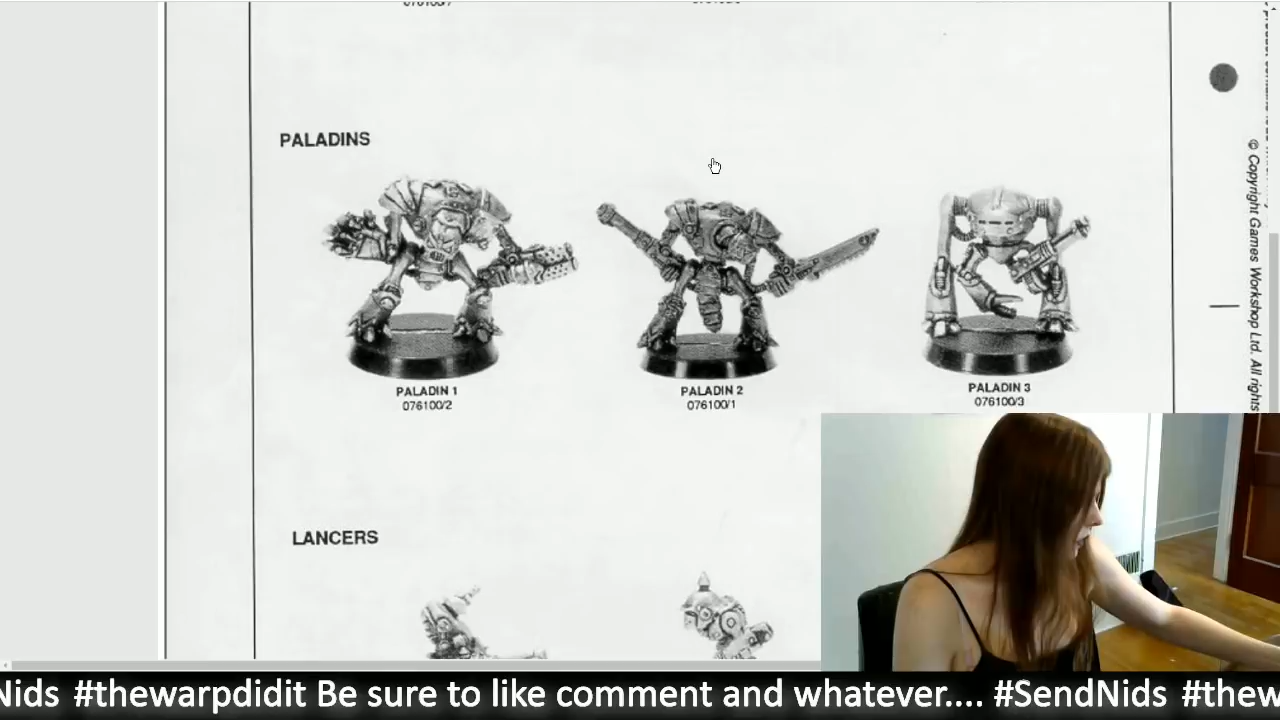 PALADINS
PALADIN 1
076100/2
PALADIN 2
076100/1
PALADIN 3
076100/3
LANCERS
© Copyright Games Workshop Ltd. All rights
Nids #thewarpdidit Be sure to like comment and whatever.... #SendNids #thew